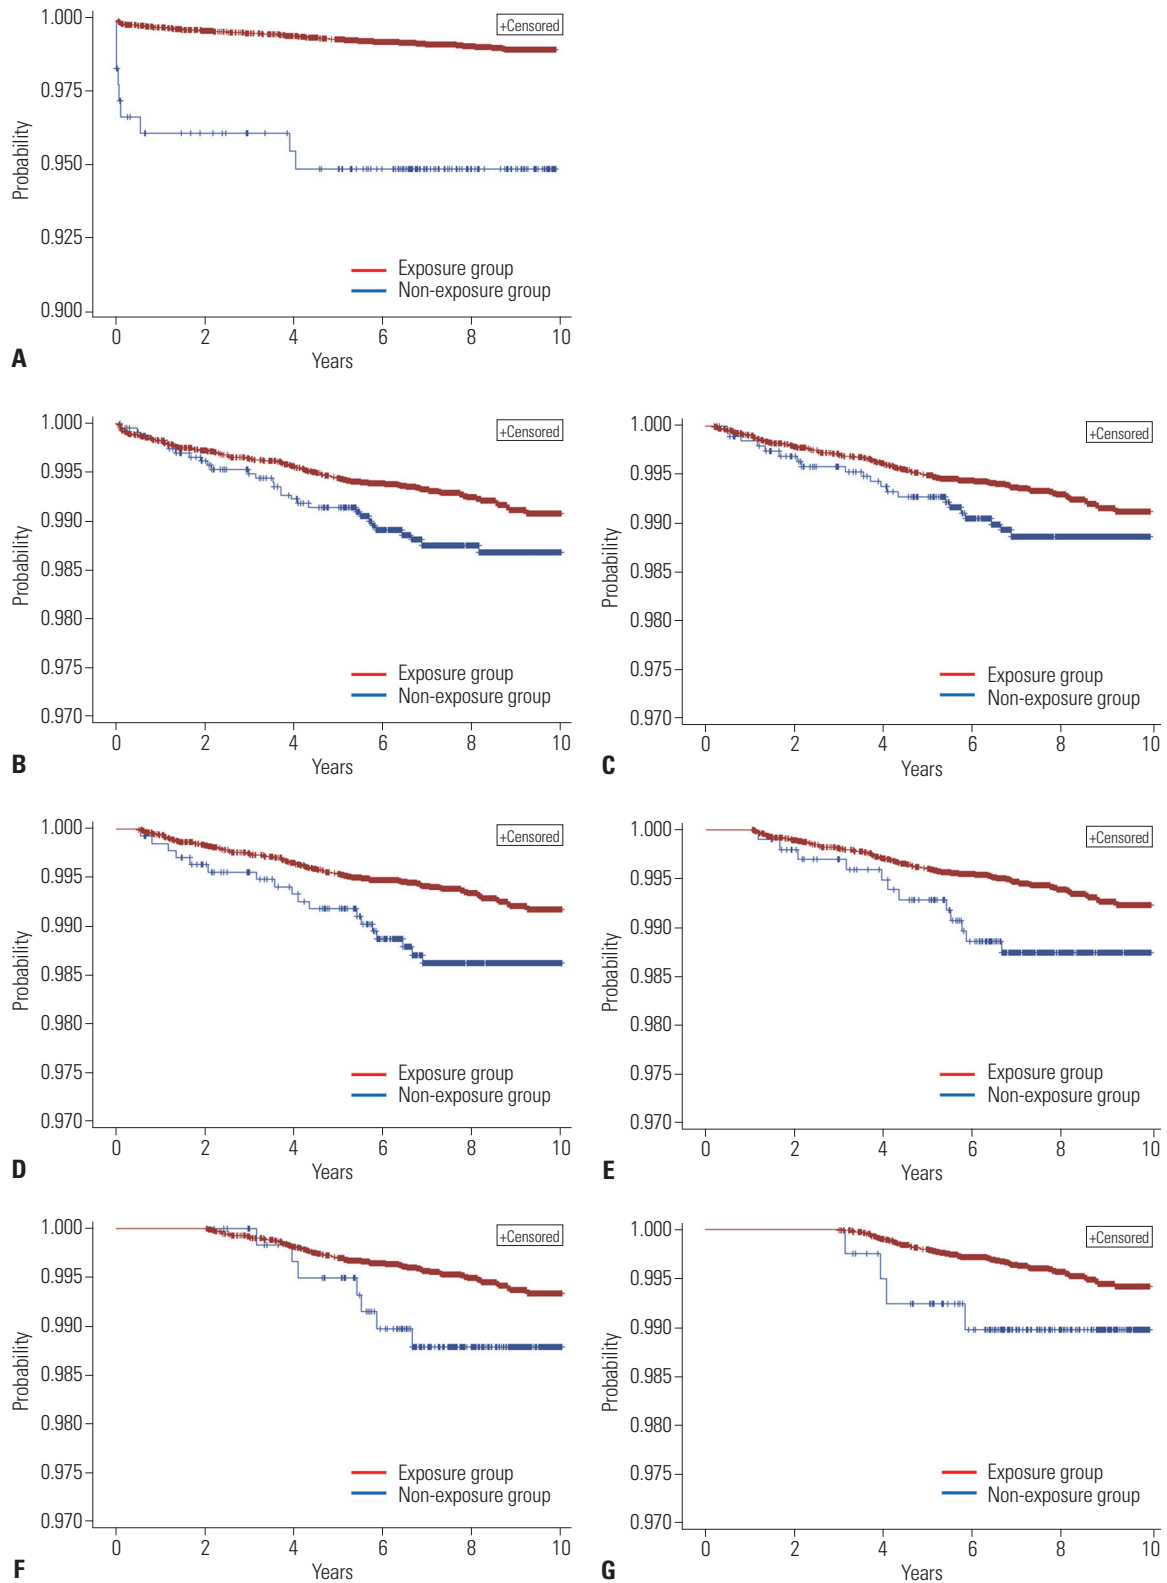 1.000
0.975
0.950
0.925
0.900
Probability
+Censored
Exposure group
Non-exposure group
0 2 4 6 8 10
Years
A
1.000
0.995
0.990
0.985
0.980
0.975
0.970
Probability
+Censored
Exposure group
Non-exposure group
0 2 4 6 8 10
Years
B
1.000
0.995
0.990
0.985
0.980
0.975
0.970
Probability
+Censored
Exposure group
Non-exposure group
0 2 4 6 8 10
Years
C
1.000
0.995
0.990
0.985
0.980
0.975
0.970
Probability
+Censored
Exposure group
Non-exposure group
0 2 4 6 8 10
Years
D
1.000
0.995
0.990
0.985
0.980
0.975
0.970
Probability
+Censored
Exposure group
Non-exposure group
0 2 4 6 8 10
Years
E
1.000
0.995
0.990
0.985
0.980
0.975
0.970
Probability
+Censored
Exposure group
Non-exposure group
0 2 4 6 8 10
Years
F
1.000
0.995
0.990
0.985
0.980
0.975
0.970
Probability
+Censored
Exposure group
Non-exposure group
0 2 4 6 8 10
Years
G